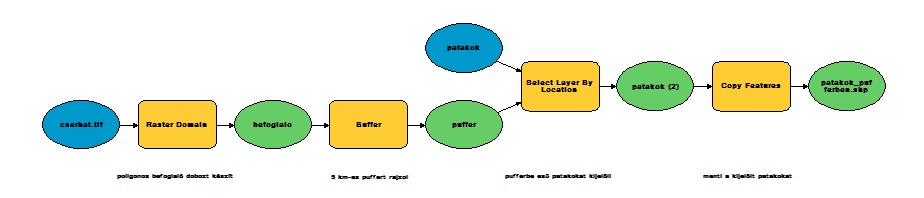 patakok
Select Layer By
Location
patakok (2)
Copy Features
patakok_puf
ferben.shp
cserhat.tif
Raster Domain
befoglalo
Buffer
puffer
poligonos befoglaló dobozt készít
5 km-es puffert rajzol
pufferbe eső patakokat kijelöli
menti a kijelölt patakokat